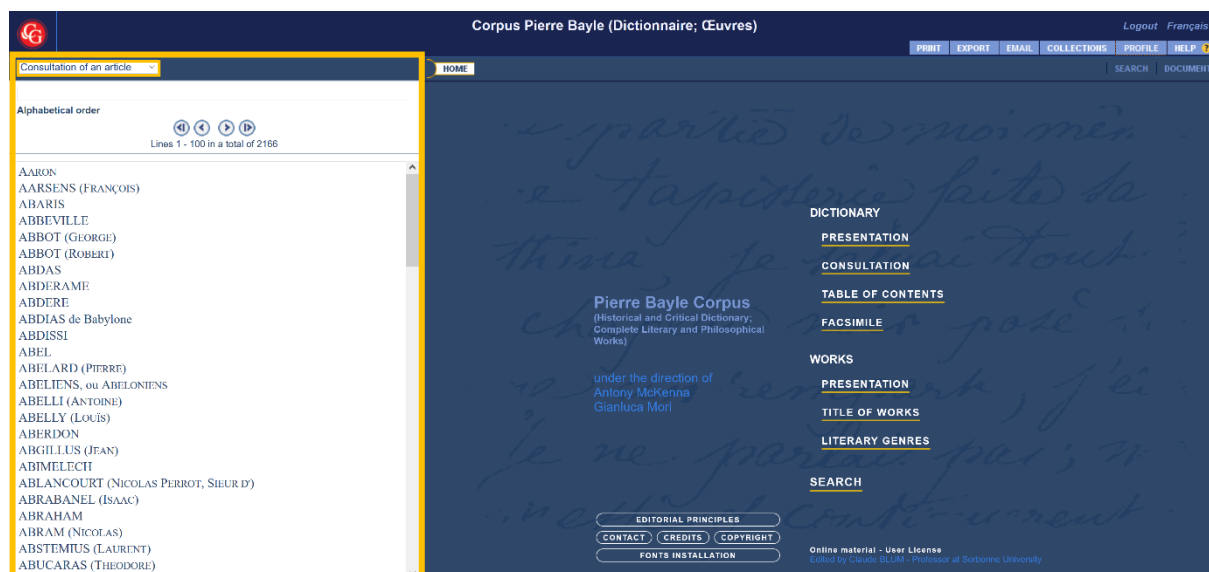 CG
Corpus Pierre Bayle (Dictionnaire; Œuvres)
Logout Français
PRINT EXPORT EMAIL COLLECTIONS PROFILE HELP ?
Consultation of an article
HOME
SEARCH DOCUMENT
Alphabetical order
Lines 1 - 100 in a total of 2166
AARON
AARSENS (FRANÇOIS)
ABARIS
ABBEVILLE
ABBOT (GEORGE)
ABBOT (ROBERT)
ABDAS
ABDERAME
ABDERE
ABDIAS de Babylone
ABDISSI
ABEL
ABELARD (PIERRE)
ABELIENS, ou ABELONIENS
ABELLI (ANTOINE)
ABELLY (LOUÏS)
ABERDON
ABGILLUS (JEAN)
ABIMELECH
ABLANCOURT (NICOLAS PERROT, SIEUR D')
ABRABANEL (ISAAC)
ABRAHAM
ABRAM (NICOLAS)
ABSTEMIUS (LAURENT)
ABUCARAS (THEODORE)
Pierre Bayle Corpus
(Historical and Critical Dictionary;
Complete Literary and Philosophical
Works)
under the direction of
Antony McKenna
Gianluca Mori
DICTIONARY
PRESENTATION
CONSULTATION
TABLE OF CONTENTS
FACSIMILE
WORKS
PRESENTATION
TITLE OF WORKS
LITERARY GENRES
SEARCH
EDITORIAL PRINCIPLES
CONTACT CREDITS COPYRIGHT
FONTS INSTALLATION
Online material - User License
Edited by Claude BLUM - Professor at Sorbonne University